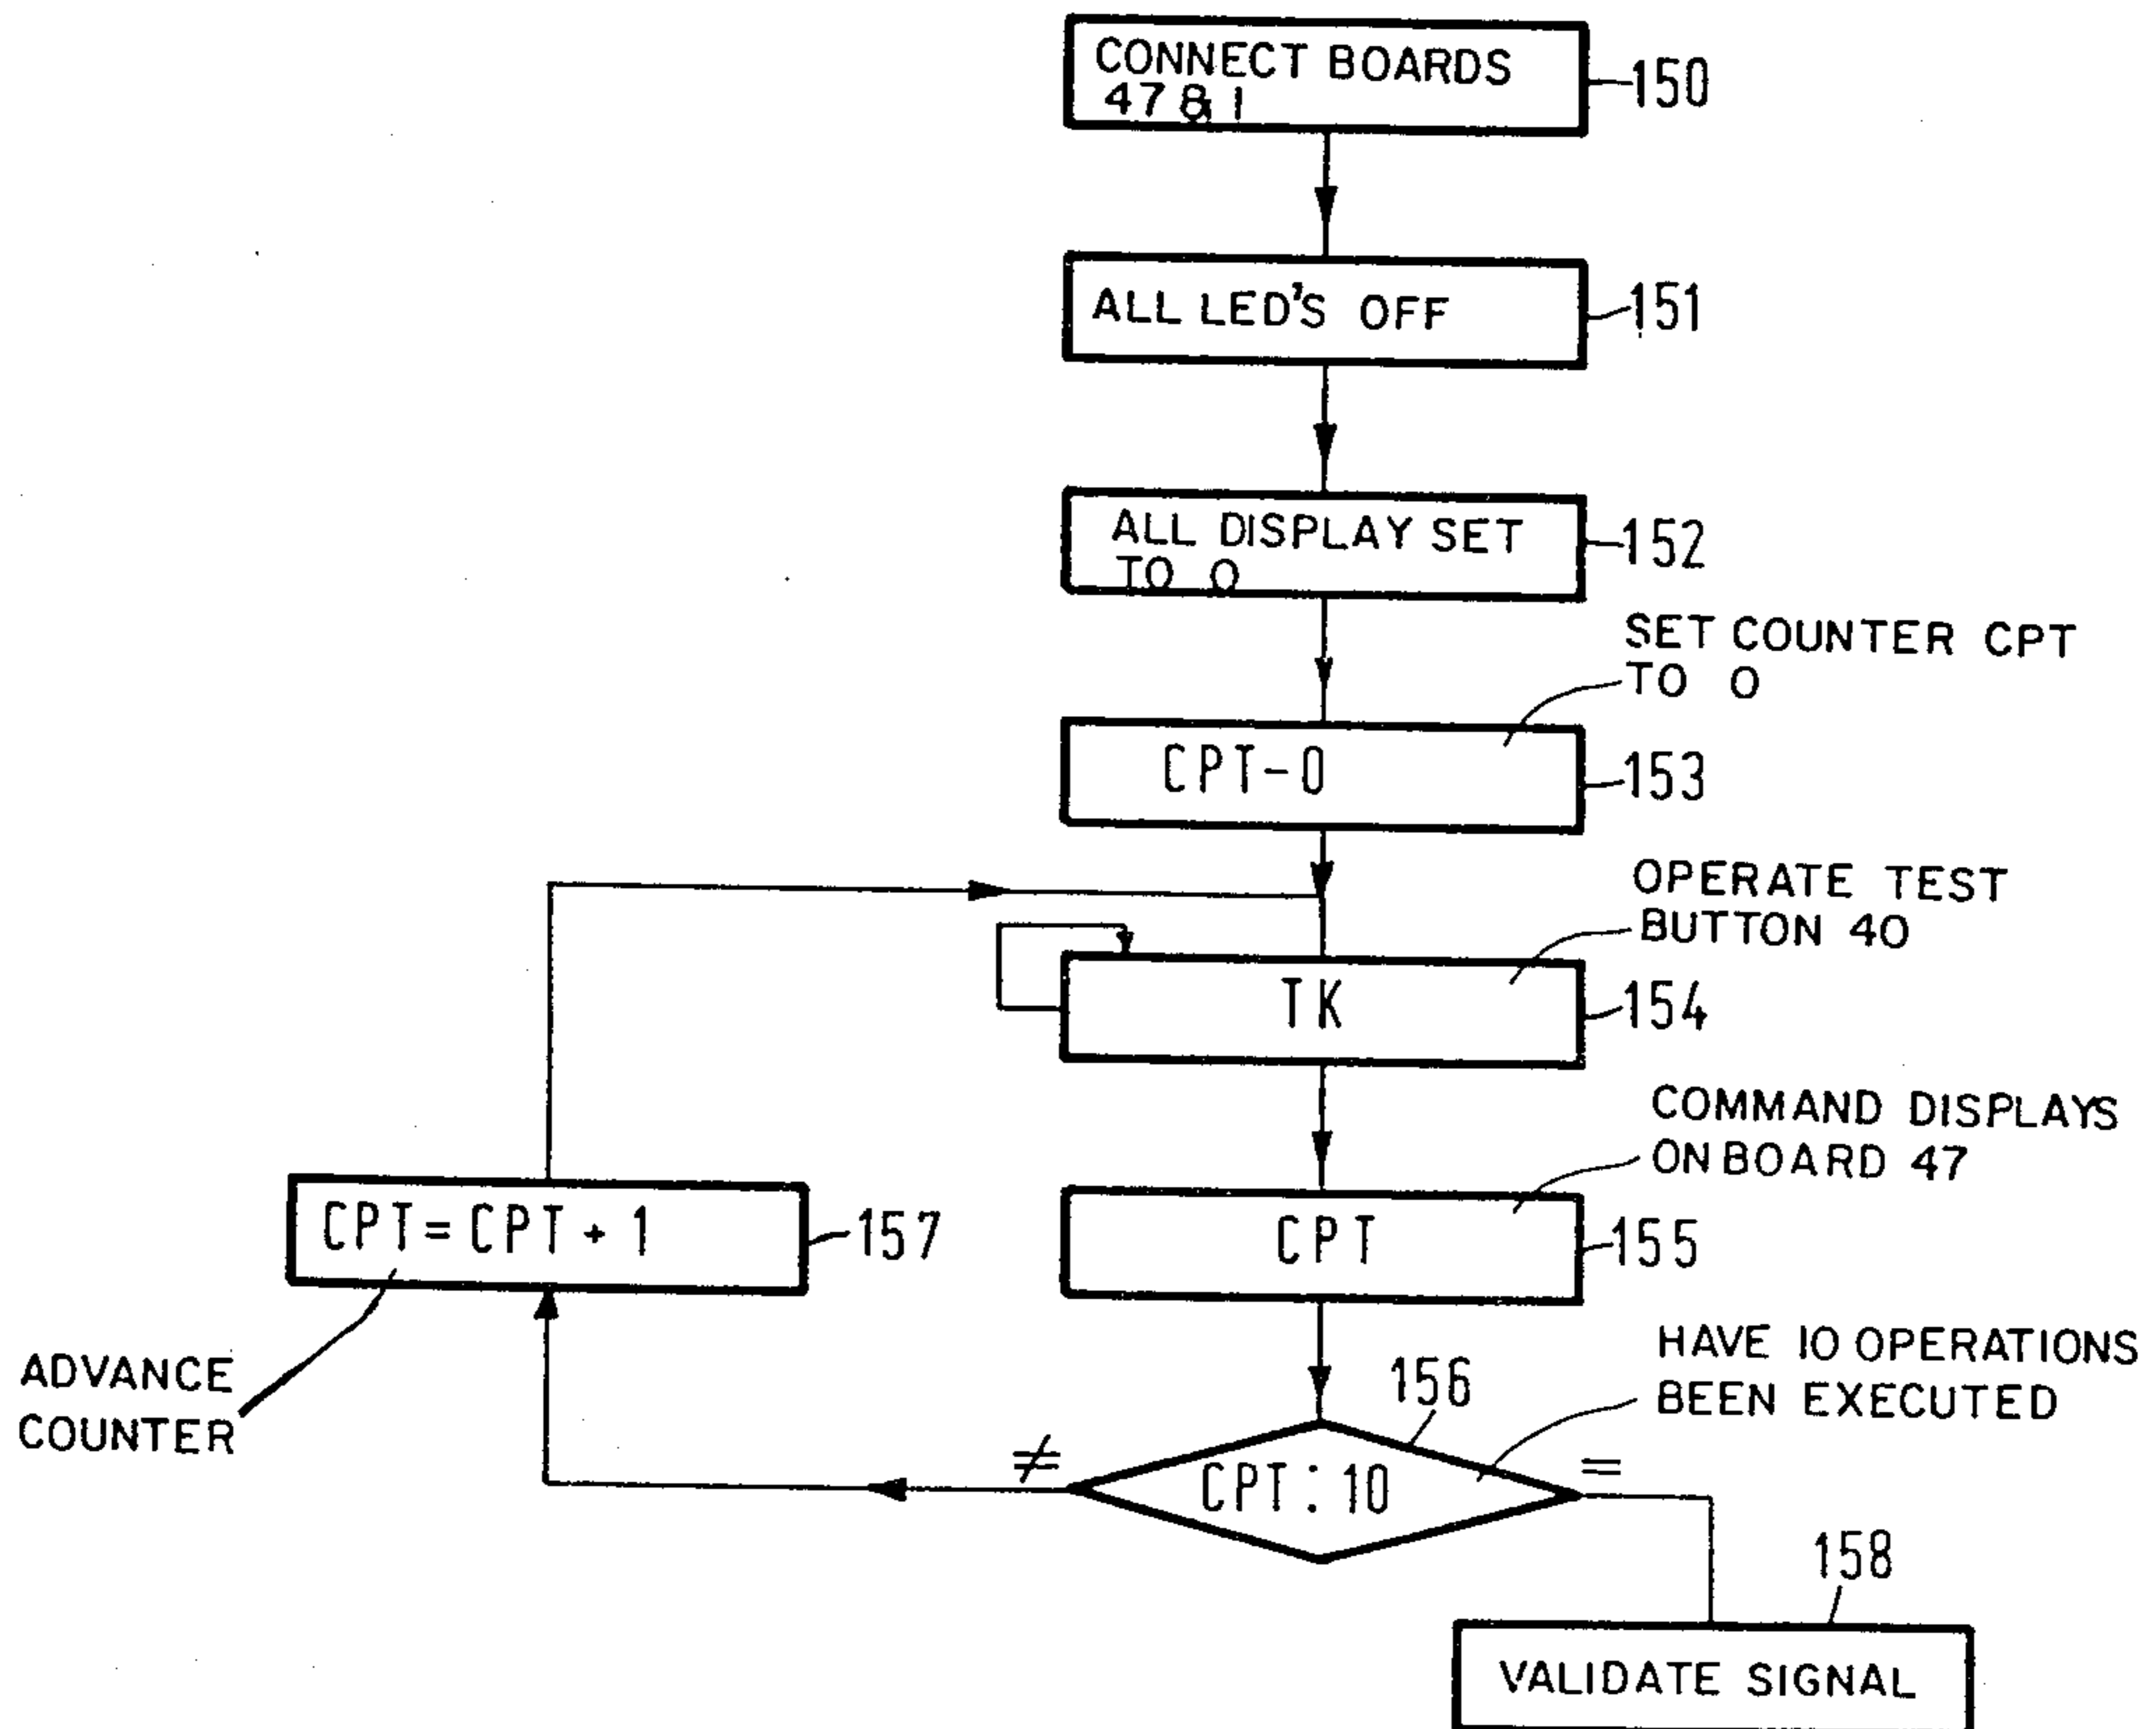 CONNECT BOARDS
47 & 1
150
ALL LED'S OFF
151
ALL DISPLAY SET
TO 0
152
SET COUNTER CPT
TO 0
CPT-0
153
OPERATE TEST
BUTTON 40
TK
154
COMMAND DISPLAYS
ON BOARD 47
CPT
155
CPT = CPT + 1
157
ADVANCE
COUNTER
HAVE 10 OPERATIONS
BEEN EXECUTED
156
≠
CPT : 10
=
158
VALIDATE SIGNAL